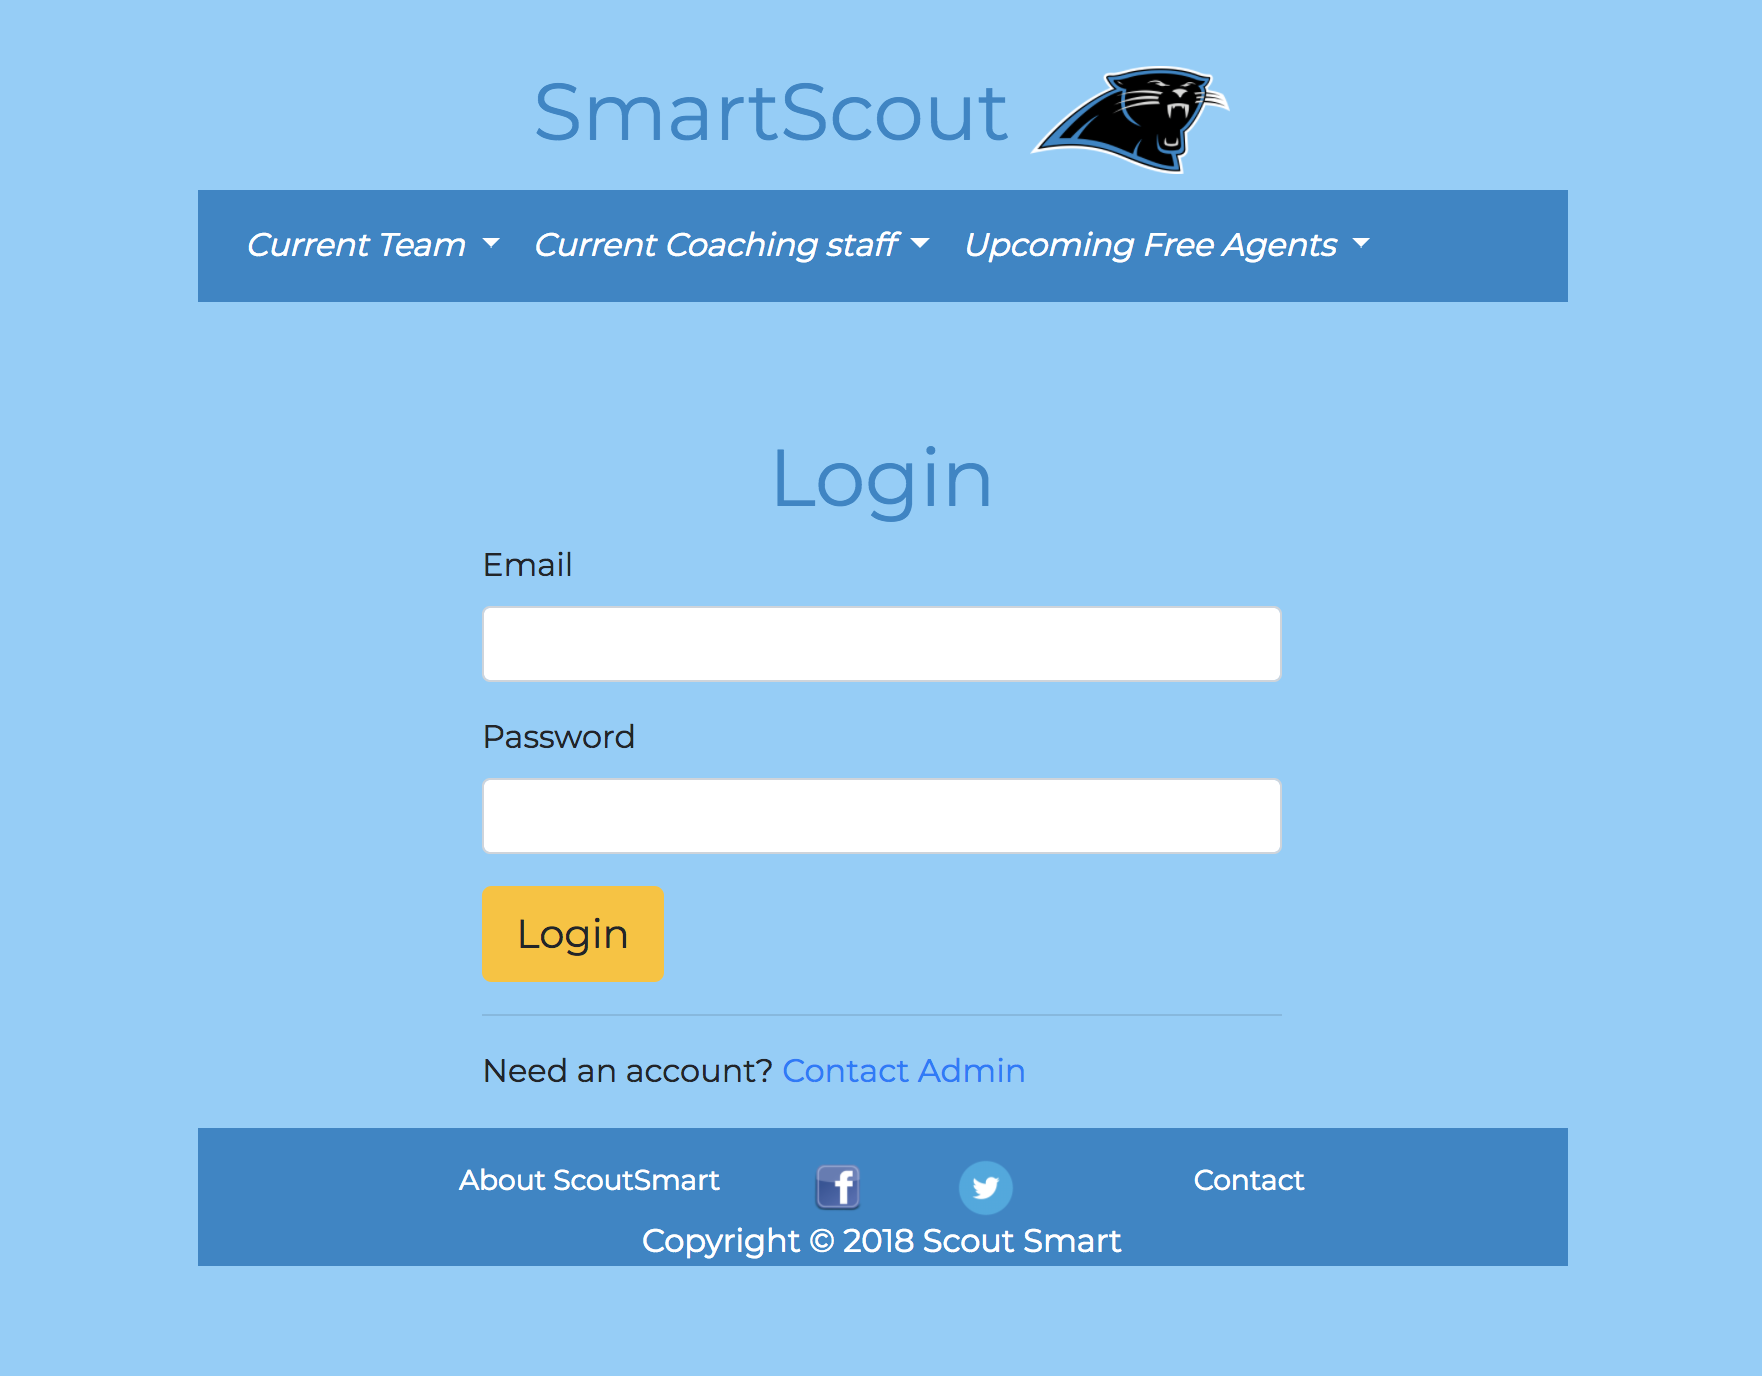 SmartScout
Current Team Current Coaching staff Upcoming Free Agents
Login
Email
Password
Login
Need an account? Contact Admin
About ScoutSmart f Contact
Copyright © 2018 Scout Smart